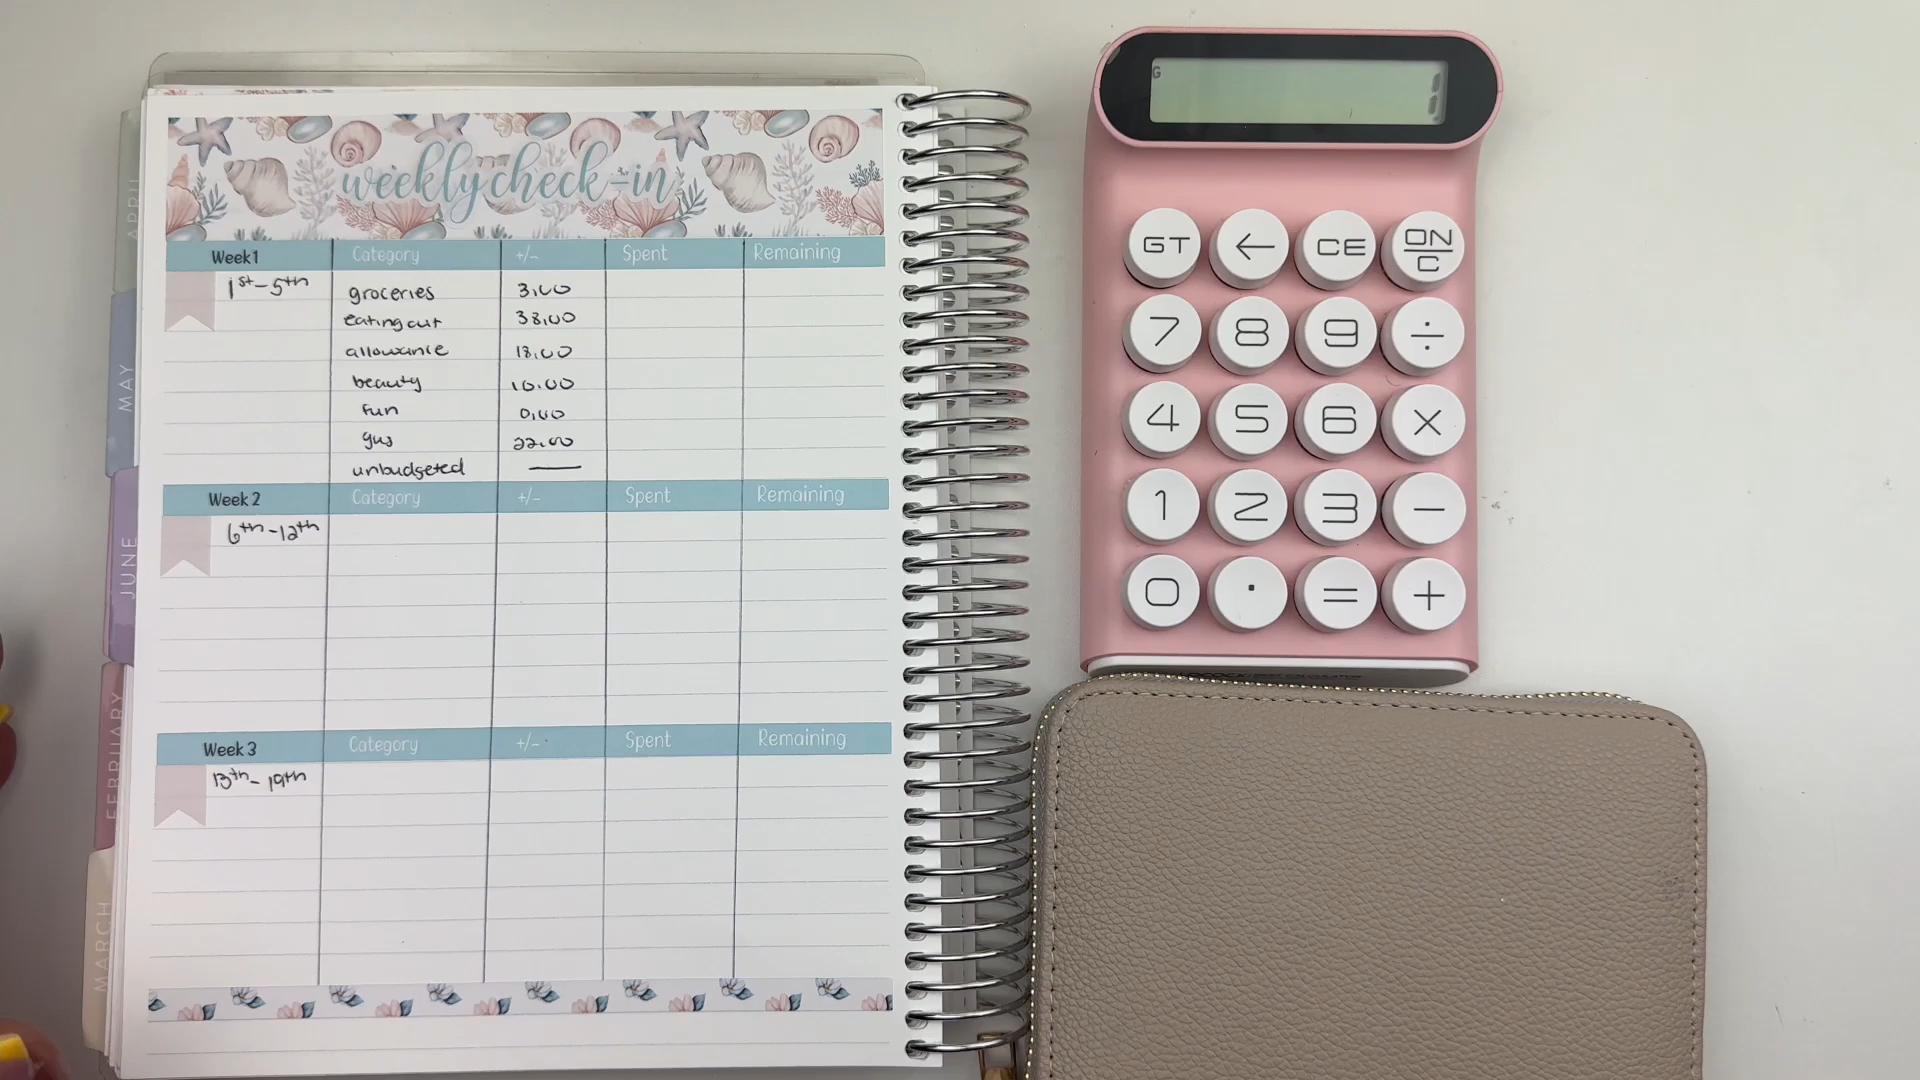 weekly check-in
Week 1 Category +/- Spent Remaining
1st-5th groceries 3.00
eating out 38.00
allowance 18.00
beauty 10.00
fun 0.00
gas 22.00
unbudgeted —
Week 2 Category +/- Spent Remaining
6th-12th
Week 3 Category +/- Spent Remaining
13th-19th
APRIL
MAY
JUNE
FEBRUARY
MARCH
G
GT ← CE ON/C
7 8 9 ÷
4 5 6 ×
1 2 3 −
0 . = +